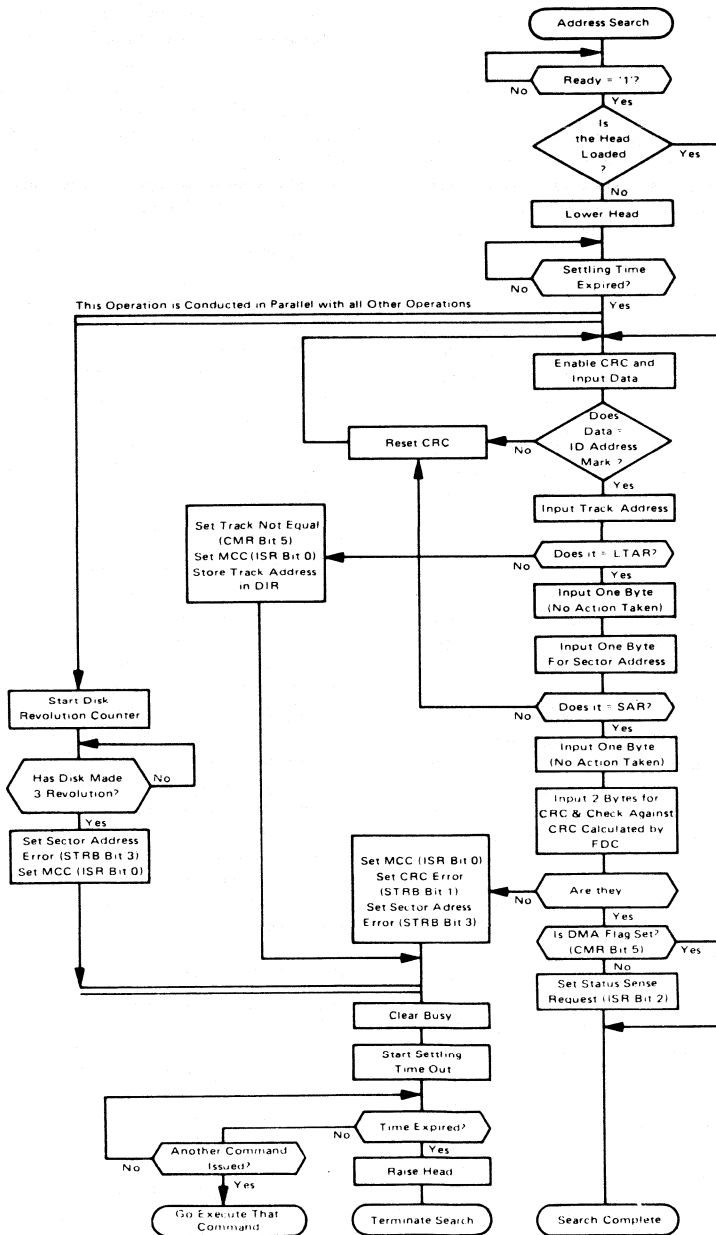 Address Search
Ready = '1'?
No
Yes
Is
the Head
Loaded
?
Yes
No
Lower Head
Settling Time
Expired?
No
Yes
This Operation is Conducted in Parallel with all Other Operations
Enable CRC and
Input Data
Does
Data =
ID Address
Mark ?
No
Reset CRC
Yes
Input Track Address
Set Track Not Equal
(CMR Bit 5)
Set MCC (ISR Bit 0)
Store Track Address
in DIR
Does it = LTAR?
No
Yes
Input One Byte
(No Action Taken)
Input One Byte
For Sector Address
Start Disk
Revolution Counter
Does it = SAR?
No
Yes
Input One Byte
(No Action Taken)
Has Disk Made
3 Revolution?
No
Yes
Input 2 Bytes for
CRC & Check Against
CRC Calculated by
FDC
Set Sector Address
Error (STRB Bit 3)
Set MCC (ISR Bit 0)
Set MCC (ISR Bit 0)
Set CRC Error
(STRB Bit 1)
Set Sector Adress
Error (STRB Bit 3)
Are they
No
Yes
Is DMA Flag Set?
(CMR Bit 5)
Yes
No
Set Status Sense
Request (ISR Bit 2)
Clear Busy
Start Settling
Time Out
Time Expired?
No
Yes
Another Command
Issued?
No
Yes
Raise Head
Go Execute That
Command
Terminate Search
Search Complete